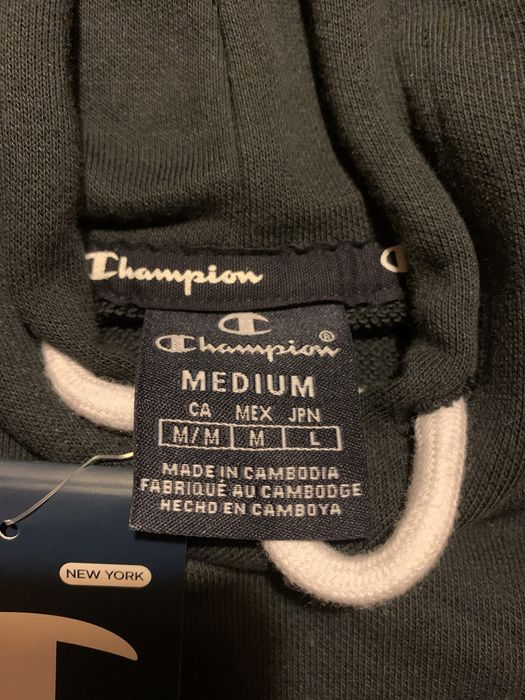 Champion
Champion®
MEDIUM
CA MEX JPN
M/M M L
MADE IN CAMBODIA
FABRIQUÉ AU CAMBODGE
HECHO EN CAMBOYA
NEW YORK